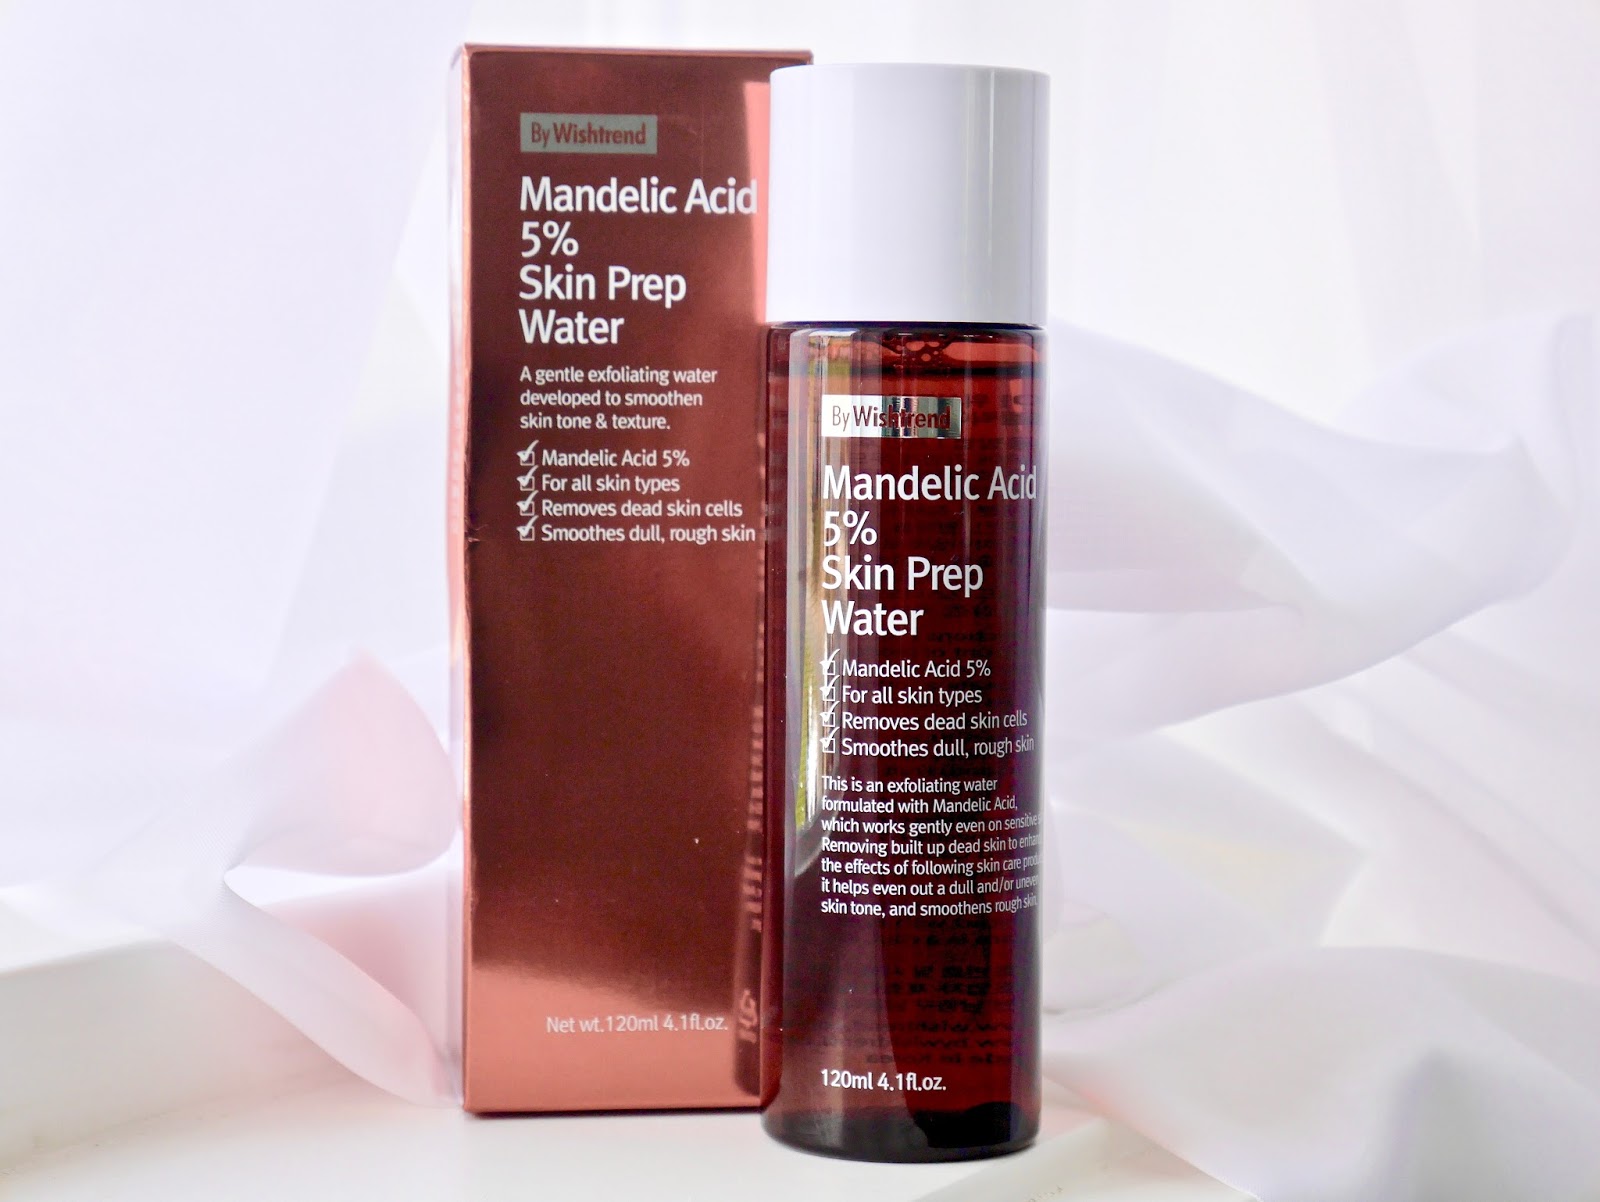 By Wishtrend
Mandelic Acid
5%
Skin Prep
Water
A gentle exfoliating water
developed to smoothen
skin tone & texture.
Mandelic Acid 5%
For all skin types
Removes dead skin cells
Smoothes dull, rough skin
Net wt.120ml 4.1fl.oz.
By Wishtrend
Mandelic Acid
5%
Skin Prep
Water
Mandelic Acid 5%
For all skin types
Removes dead skin cells
Smoothes dull, rough skin
This is an exfoliating water
formulated with Mandelic Acid,
which works gently even on sensitive
Removing built up dead skin to
the effects of following skin care
it helps even out a dull and/or uneven
skin tone, and smoothens rough skin.
120ml 4.1fl.oz.